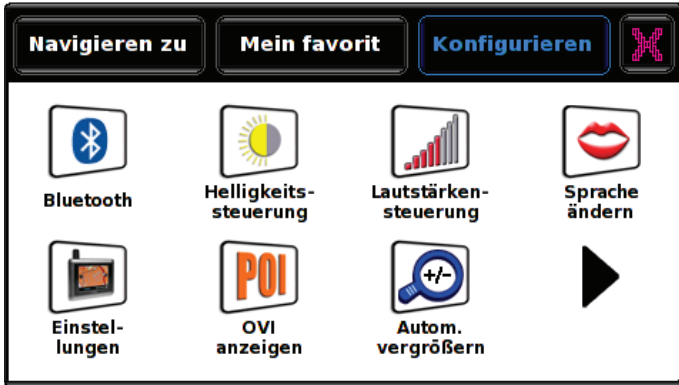 Navigieren zu
Mein favorit
Konfigurieren
Bluetooth
Helligkeits-
steuerung
Lautstärken-
steuerung
Sprache
ändern
POI
+/-
Einstel-
lungen
OVI
anzeigen
Autom.
vergrößern